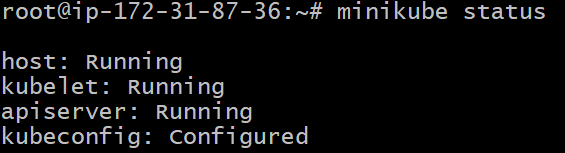 root@ip-172-31-87-36:~# minikube status
host: Running
kubelet: Running
apiserver: Running
kubeconfig: Configured